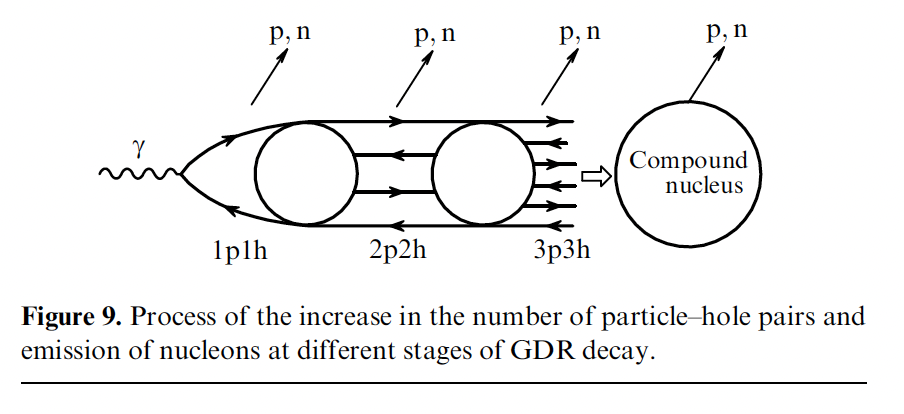 p, n p, n p, n p, n
γ
Compound
nucleus
1p1h 2p2h 3p3h
Figure 9. Process of the increase in the number of particle–hole pairs and
emission of nucleons at different stages of GDR decay.